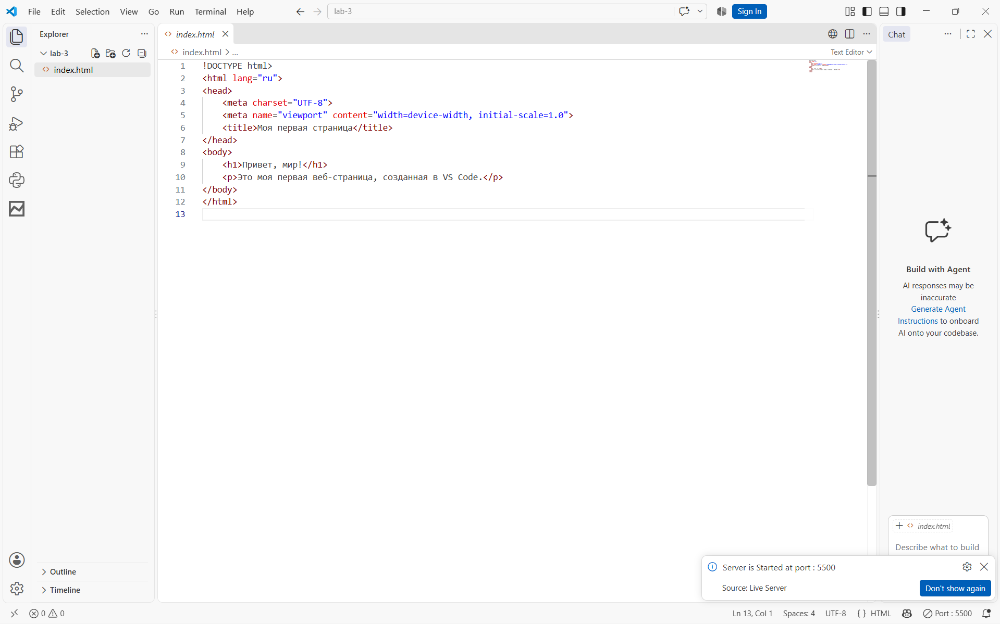 File Edit Selection View Go Run Terminal Help
lab-3
Sign In
Explorer
lab-3
index.html
index.html
index.html > ...
Text Editor
1 !DOCTYPE html>
2 <html lang="ru">
3 <head>
4     <meta charset="UTF-8">
5     <meta name="viewport" content="width=device-width, initial-scale=1.0">
6     <title>Моя первая страница</title>
7 </head>
8 <body>
9     <h1>Привет, мир!</h1>
10     <p>Это моя первая веб-страница, созданная в VS Code.</p>
11 </body>
12 </html>
13
Chat
Build with Agent
AI responses may be
inaccurate
Generate Agent
Instructions to onboard
AI onto your codebase.
index.html
Describe what to build
Server is Started at port : 5500
Source: Live Server
Don't show again
Outline
Timeline
0 0
Ln 13, Col 1 Spaces: 4 UTF-8 { } HTML Port : 5500